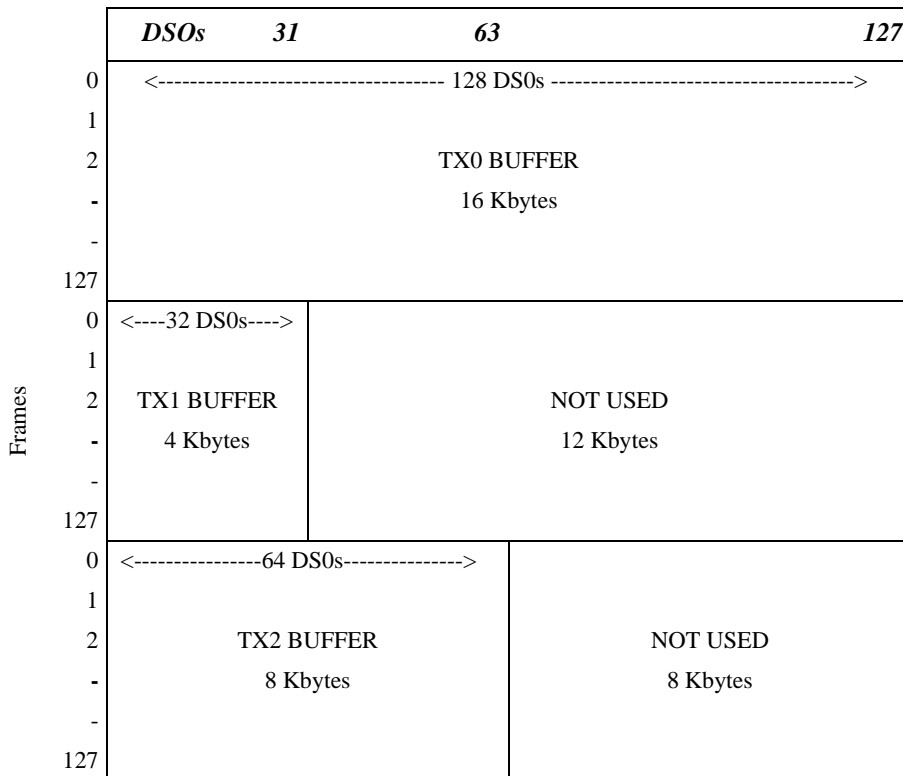 DSOs 31 63 127
0 <------------------------------------ 128 DS0s -------------------------------------->
1
2 TX0 BUFFER
- 16 Kbytes
-
127
0 <----32 DS0s---->
1
Frames
2 TX1 BUFFER NOT USED
- 4 Kbytes 12 Kbytes
-
127
0 <----------------64 DS0s--------------->
1
2 TX2 BUFFER NOT USED
- 8 Kbytes 8 Kbytes
-
127